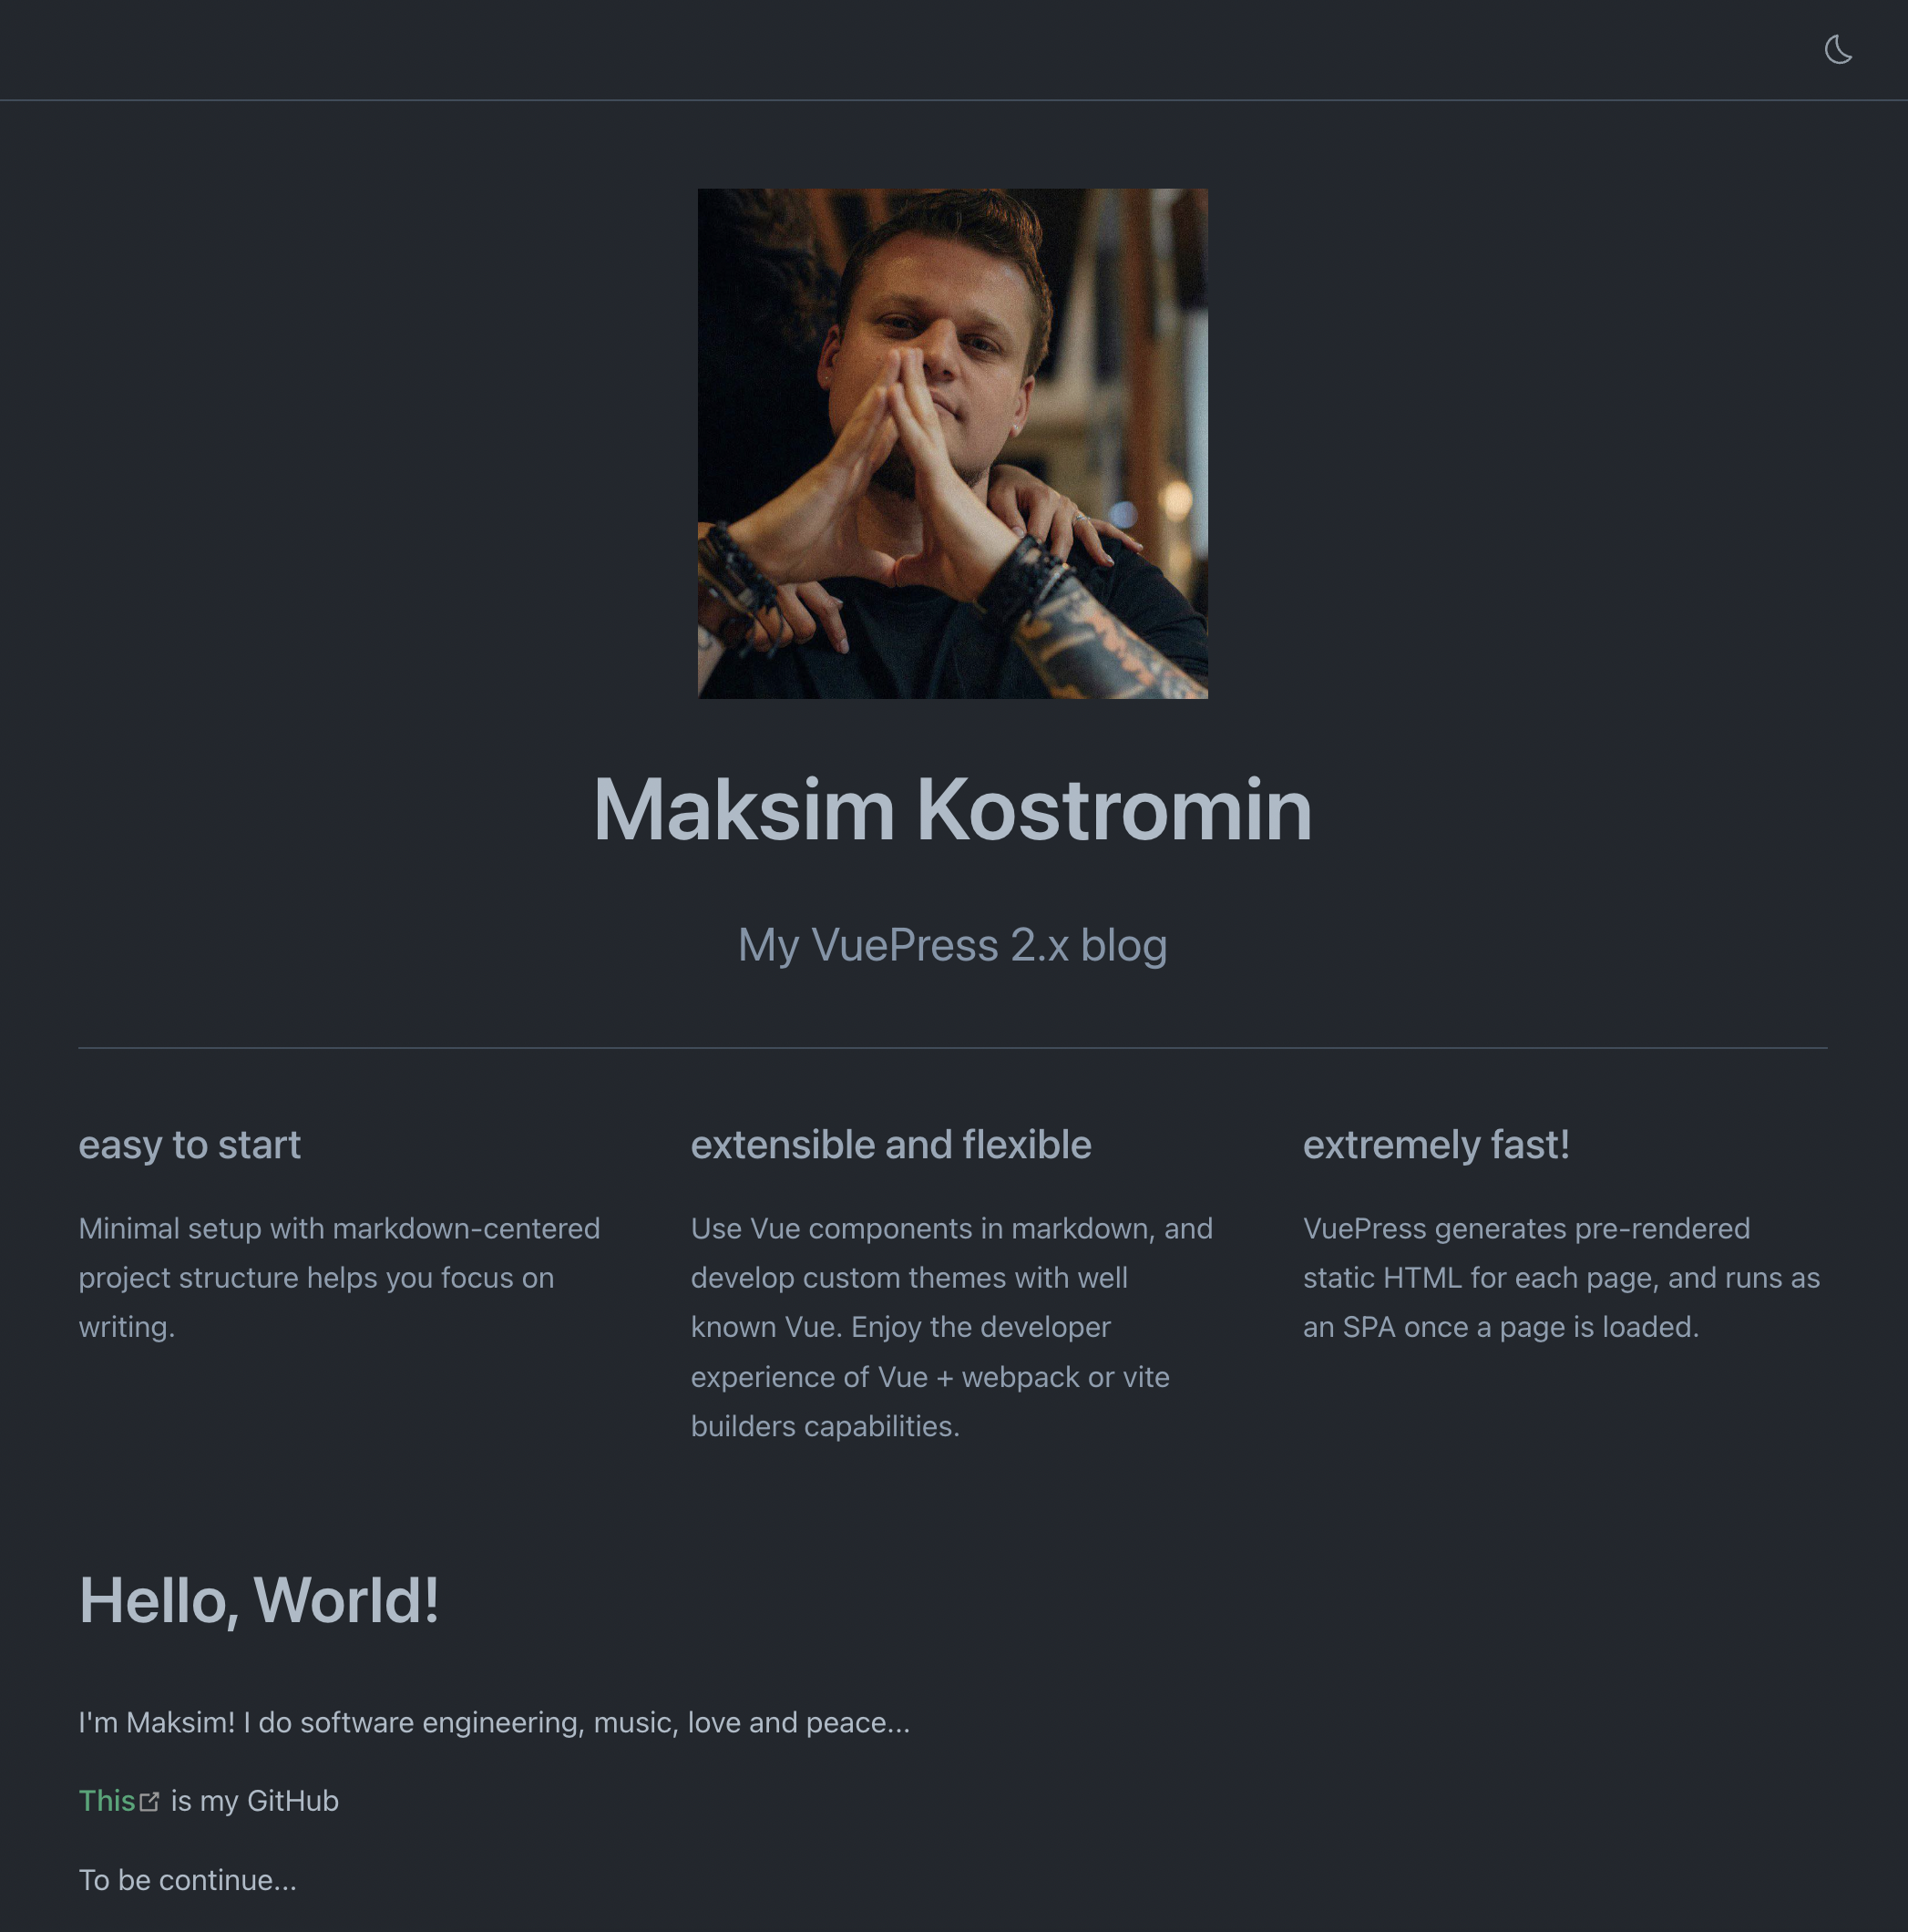 Maksim Kostromin
My VuePress 2.x blog
easy to start
Minimal setup with markdown-centered
project structure helps you focus on
writing.
extensible and flexible
Use Vue components in markdown, and
develop custom themes with well
known Vue. Enjoy the developer
experience of Vue + webpack or vite
builders capabilities.
extremely fast!
VuePress generates pre-rendered
static HTML for each page, and runs as
an SPA once a page is loaded.
Hello, World!
I'm Maksim! I do software engineering, music, love and peace...
This is my GitHub
To be continue...